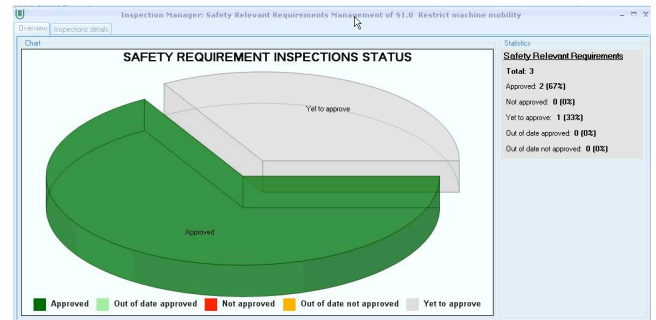 Inspection Manager: Safety Relevant Requirements Management of S1.0 Restrict machine mobility
Overview
Inspections details
Chart
SAFETY REQUIREMENT INSPECTIONS STATUS
Yet to approve
Approved
Approved
Out of date approved
Not approved
Out of date not approved
Yet to approve
Statistics
Safety Relevant Requirements
Total: 3
Approved: 2 (67%)
Not approved: 0 (0%)
Yet to approve: 1 (33%)
Out of date approved: 0 (0%)
Out of date not approved: 0 (0%)